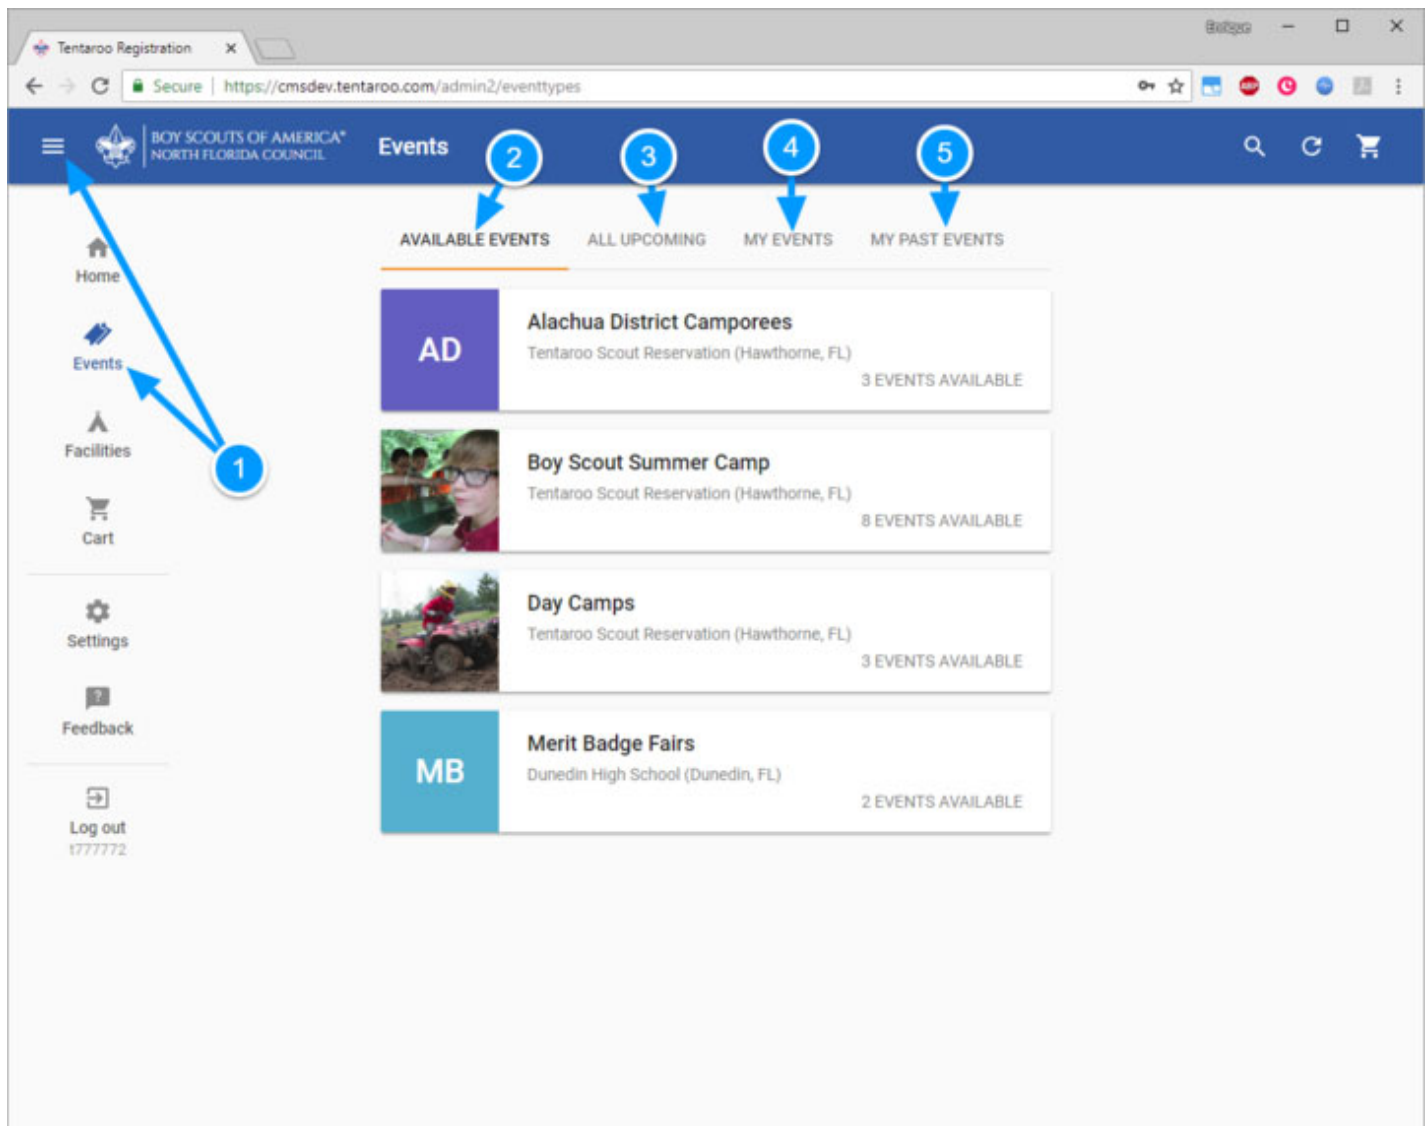 Tentaroo Registration
Secure | https://cmsdev.tentaroo.com/admin2/eventtypes
ABP
BOY SCOUTS OF AMERICA®
NORTH FLORIDA COUNCIL
Events
2
3
4
5
AVAILABLE EVENTS
ALL UPCOMING
MY EVENTS
MY PAST EVENTS
Home
Events
Facilities
1
Cart
Settings
Feedback
Log out
t777772
AD
Alachua District Camporees
Tentaroo Scout Reservation (Hawthorne, FL)
3 EVENTS AVAILABLE
Boy Scout Summer Camp
Tentaroo Scout Reservation (Hawthorne, FL)
8 EVENTS AVAILABLE
Day Camps
Tentaroo Scout Reservation (Hawthorne, FL)
3 EVENTS AVAILABLE
MB
Merit Badge Fairs
Dunedin High School (Dunedin, FL)
2 EVENTS AVAILABLE